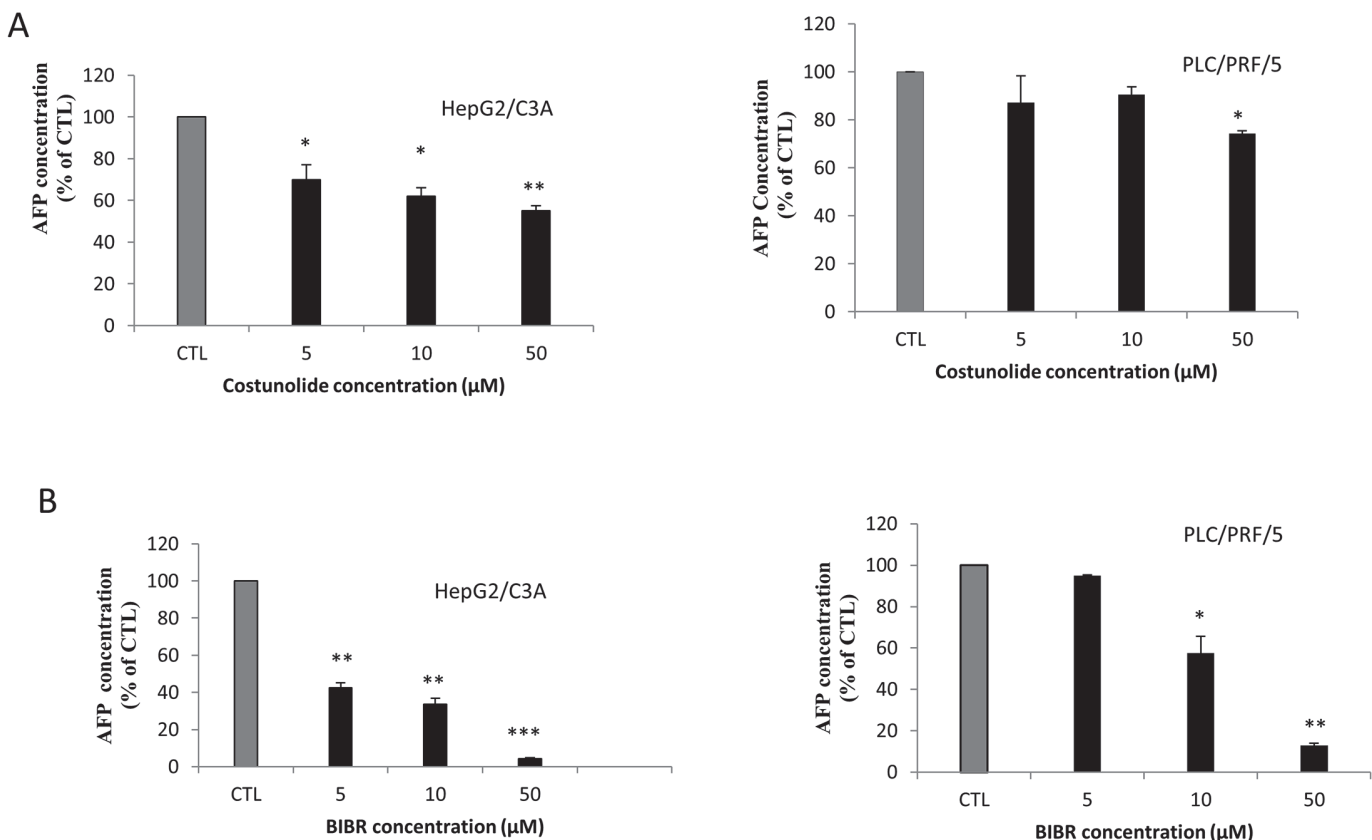 A
AFP concentration
(% of CTL)
120
100
80
60
40
20
0
HepG2/C3A
*
*
**
CTL 5 10 50
Costunolide concentration (µM)
AFP Concentration
(% of CTL)
120
100
80
60
40
20
0
PLC/PRF/5
*
CTL 5 10 50
Costunolide concentration (µM)
B
AFP concentration
(% of CTL)
120
100
80
60
40
20
0
HepG2/C3A
**
**
***
CTL 5 10 50
BIBR concentration (µM)
AFP concentration
(% of CTL)
120
100
80
60
40
20
0
PLC/PRF/5
*
**
CTL 5 10 50
BIBR concentration (µM)